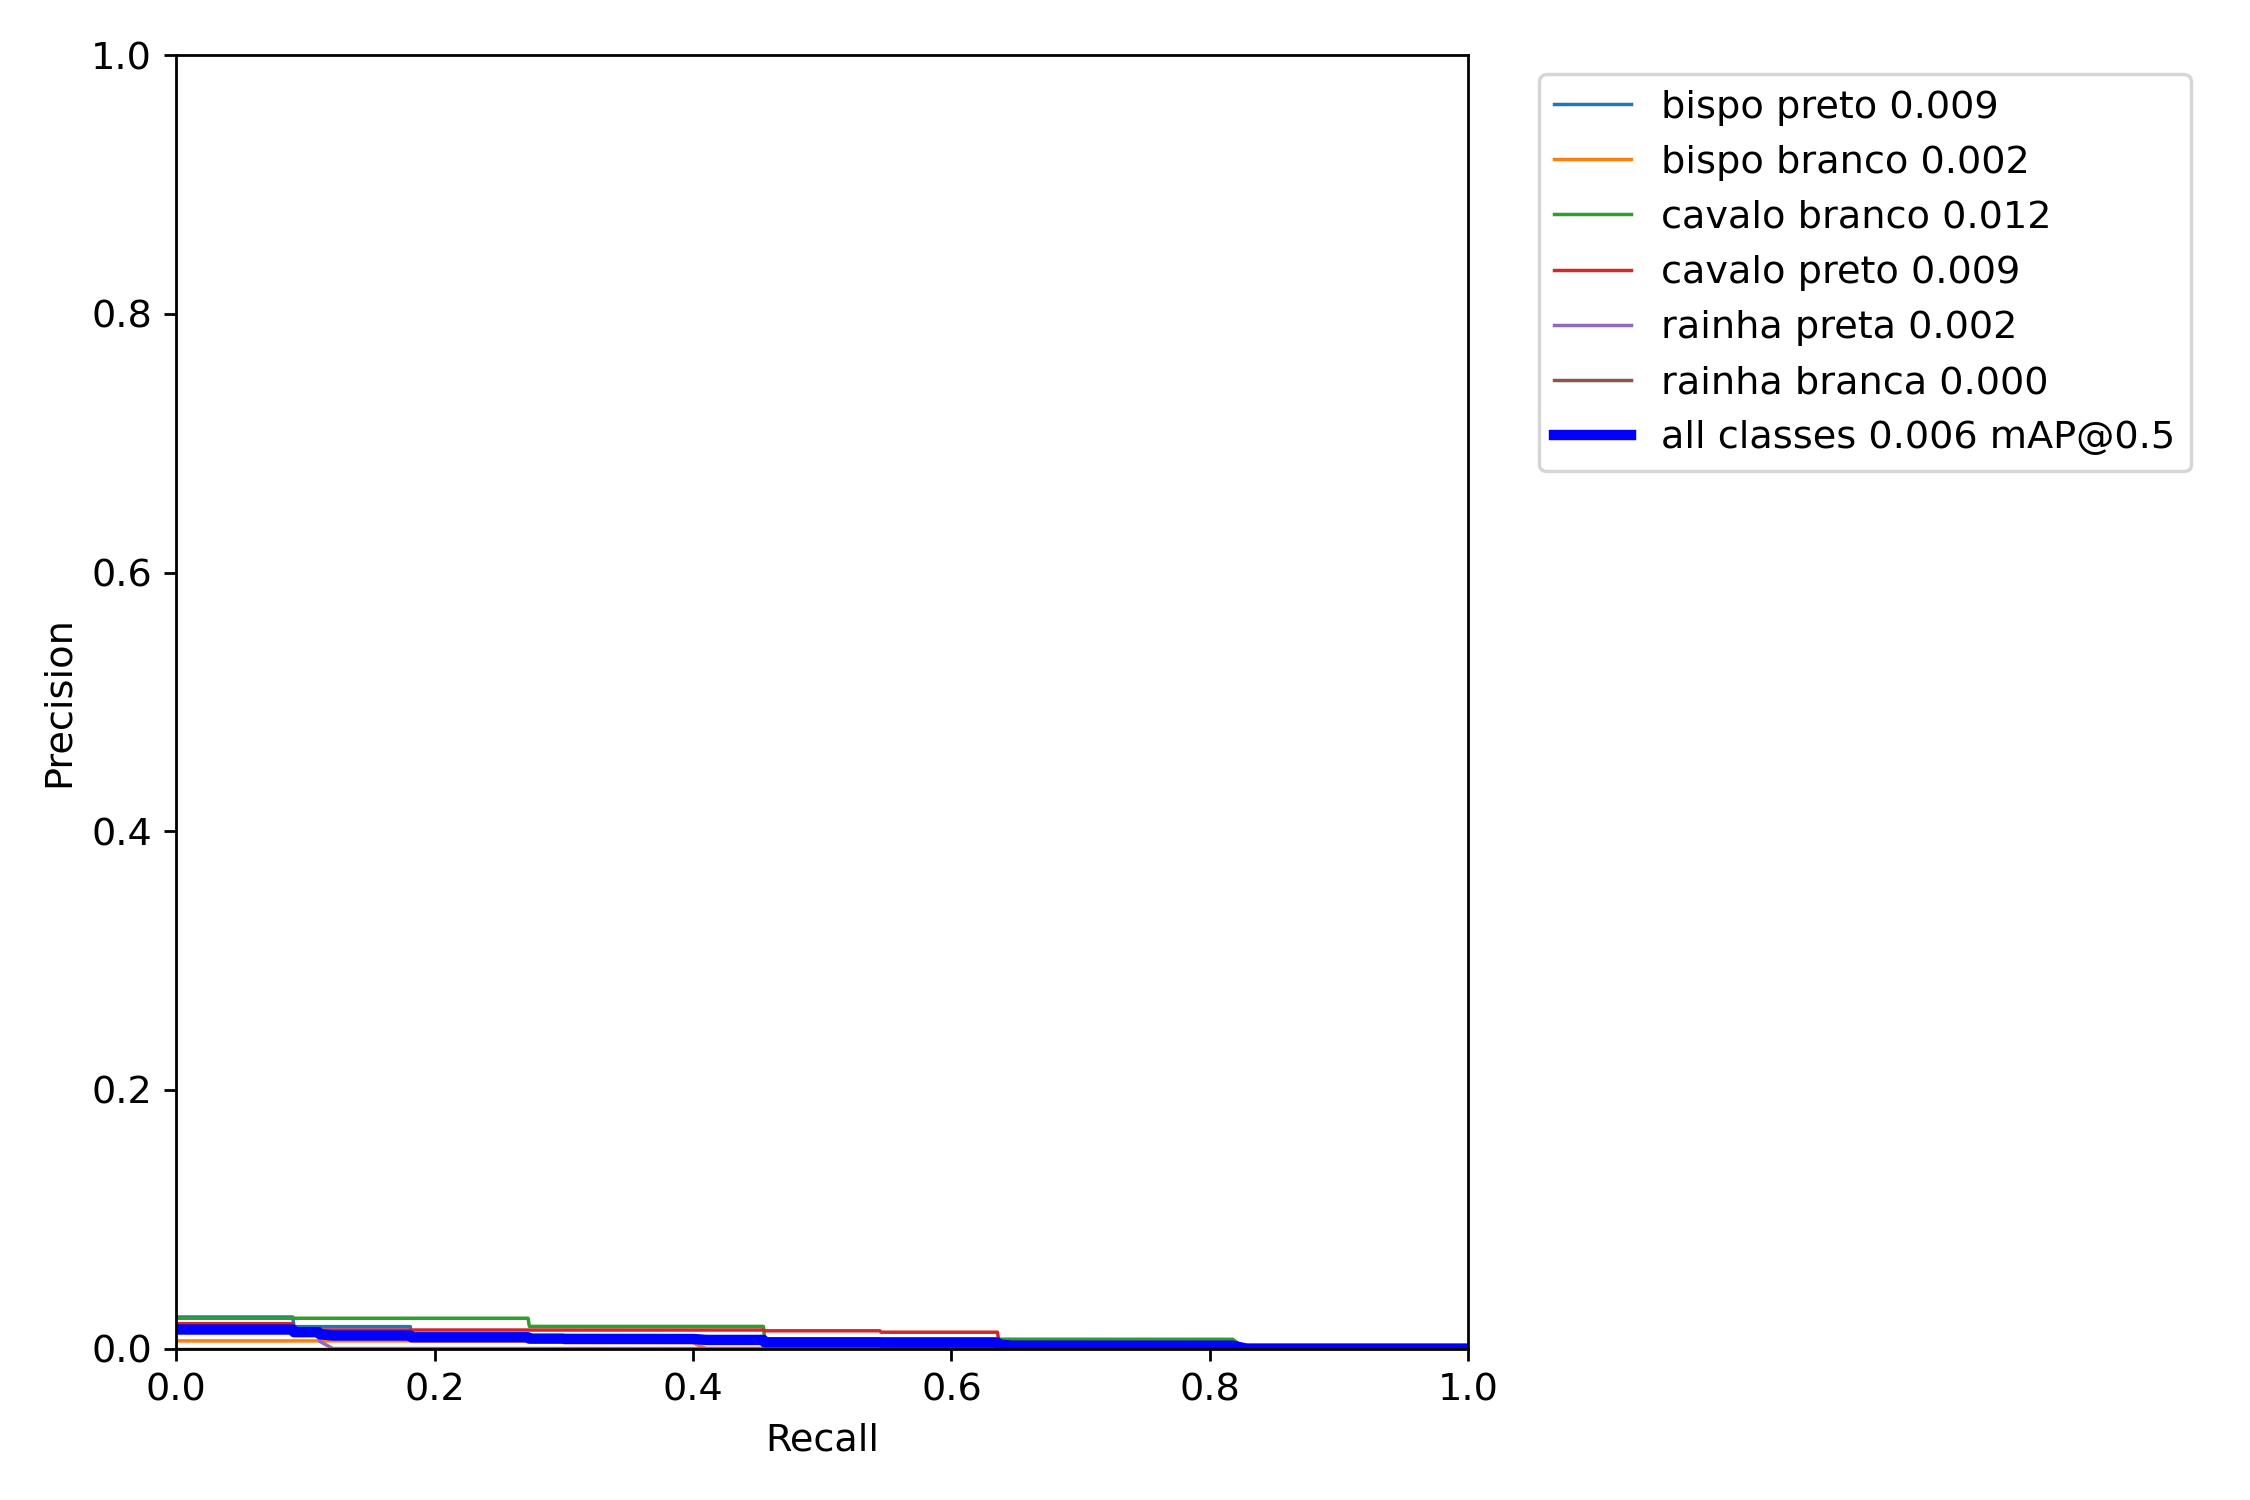 1.0
0.8
0.6
0.4
0.2
0.0
Precision
0.0 0.2 0.4 0.6 0.8 1.0
Recall
bispo preto 0.009
bispo branco 0.002
cavalo branco 0.012
cavalo preto 0.009
rainha preta 0.002
rainha branca 0.000
all classes 0.006 mAP@0.5